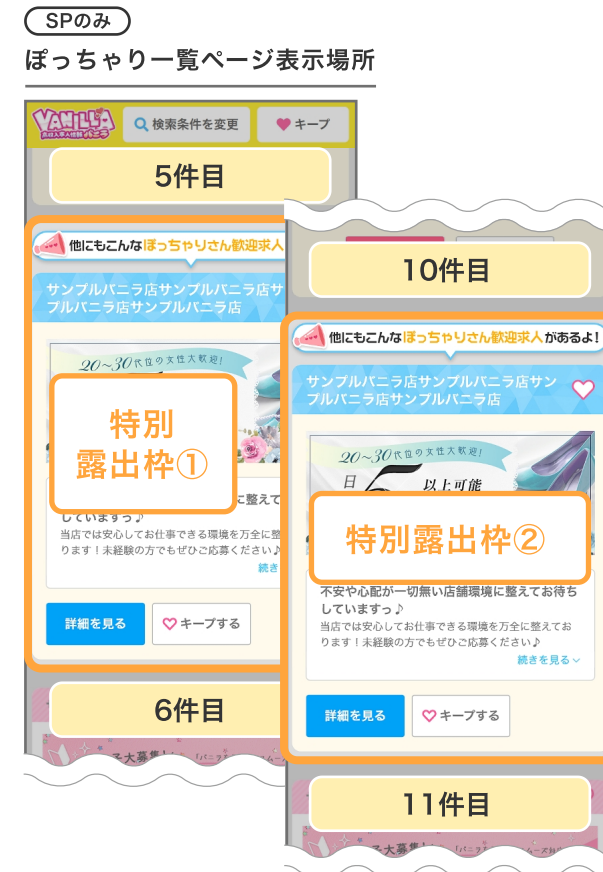 SPのみ
ぽっちゃり一覧ページ表示場所
VANILLA
高収入求人情報 バニラ
検索条件を変更
キープ
5件目
他にもこんなぽっちゃりさん歓迎求人
サンプルバニラ店サンプルバニラ店サ
プルバニラ店サンプルバニラ店
20~30代位の女性大歓迎!
特別
露出枠①
に整えて
していますっ♪
当店では安心してお仕事できる環境を万全に整
ります!未経験の方でもぜひご応募ください♪
続き
詳細を見る
キープする
6件目
子大募集!
10件目
他にもこんなぽっちゃりさん歓迎求人があるよ!
サンプルバニラ店サンプルバニラ店サン
プルバニラ店サンプルバニラ店
20~30代位の女性大歓迎!
日
以上可能
特別露出枠②
不安や心配が一切無い店舗環境に整えてお待ち
していますっ♪
当店では安心してお仕事できる環境を万全に整えてお
ります!未経験の方でもぜひご応募ください♪
続きを見る
詳細を見る
キープする
11件目